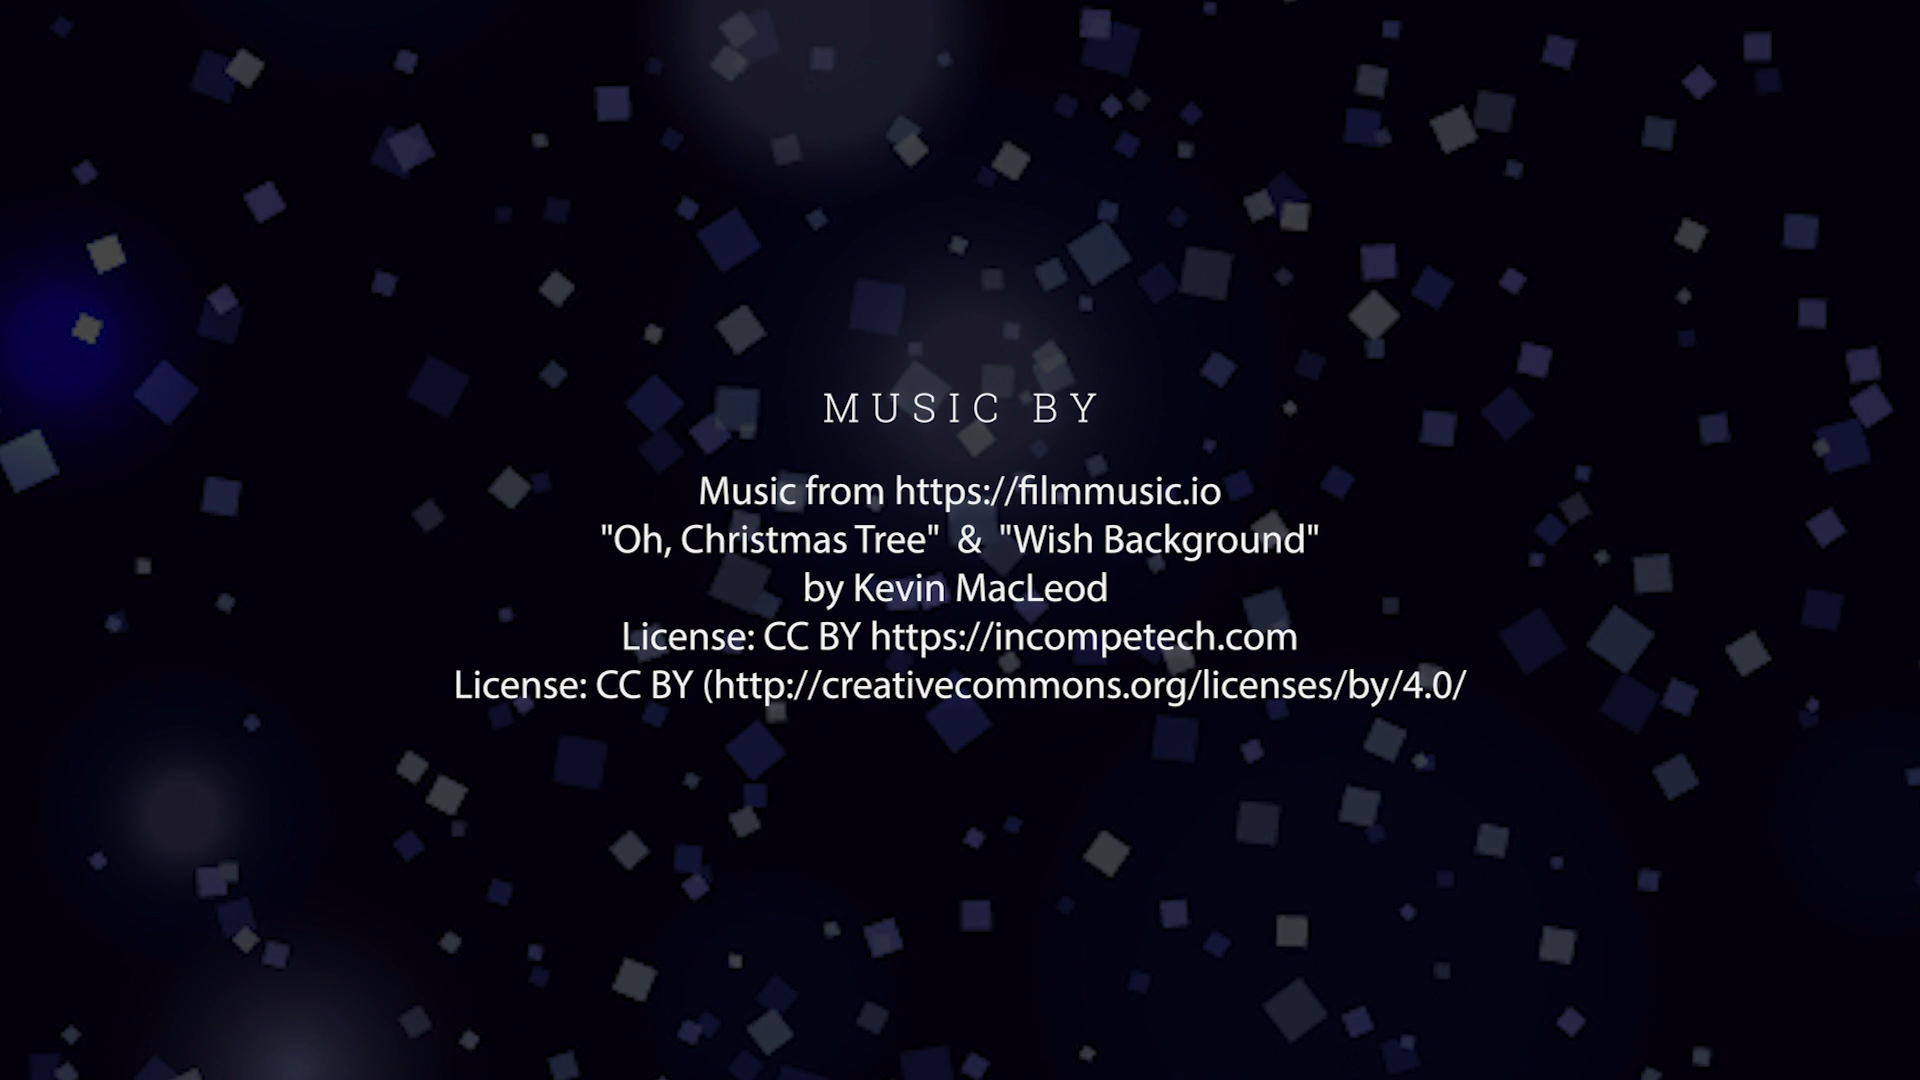 MUSIC BY
Music from https://filmmusic.io
"Oh, Christmas Tree" & "Wish Background"
by Kevin MacLeod
License: CC BY https://incompetech.com
License: CC BY (http://creativecommons.org/licenses/by/4.0/